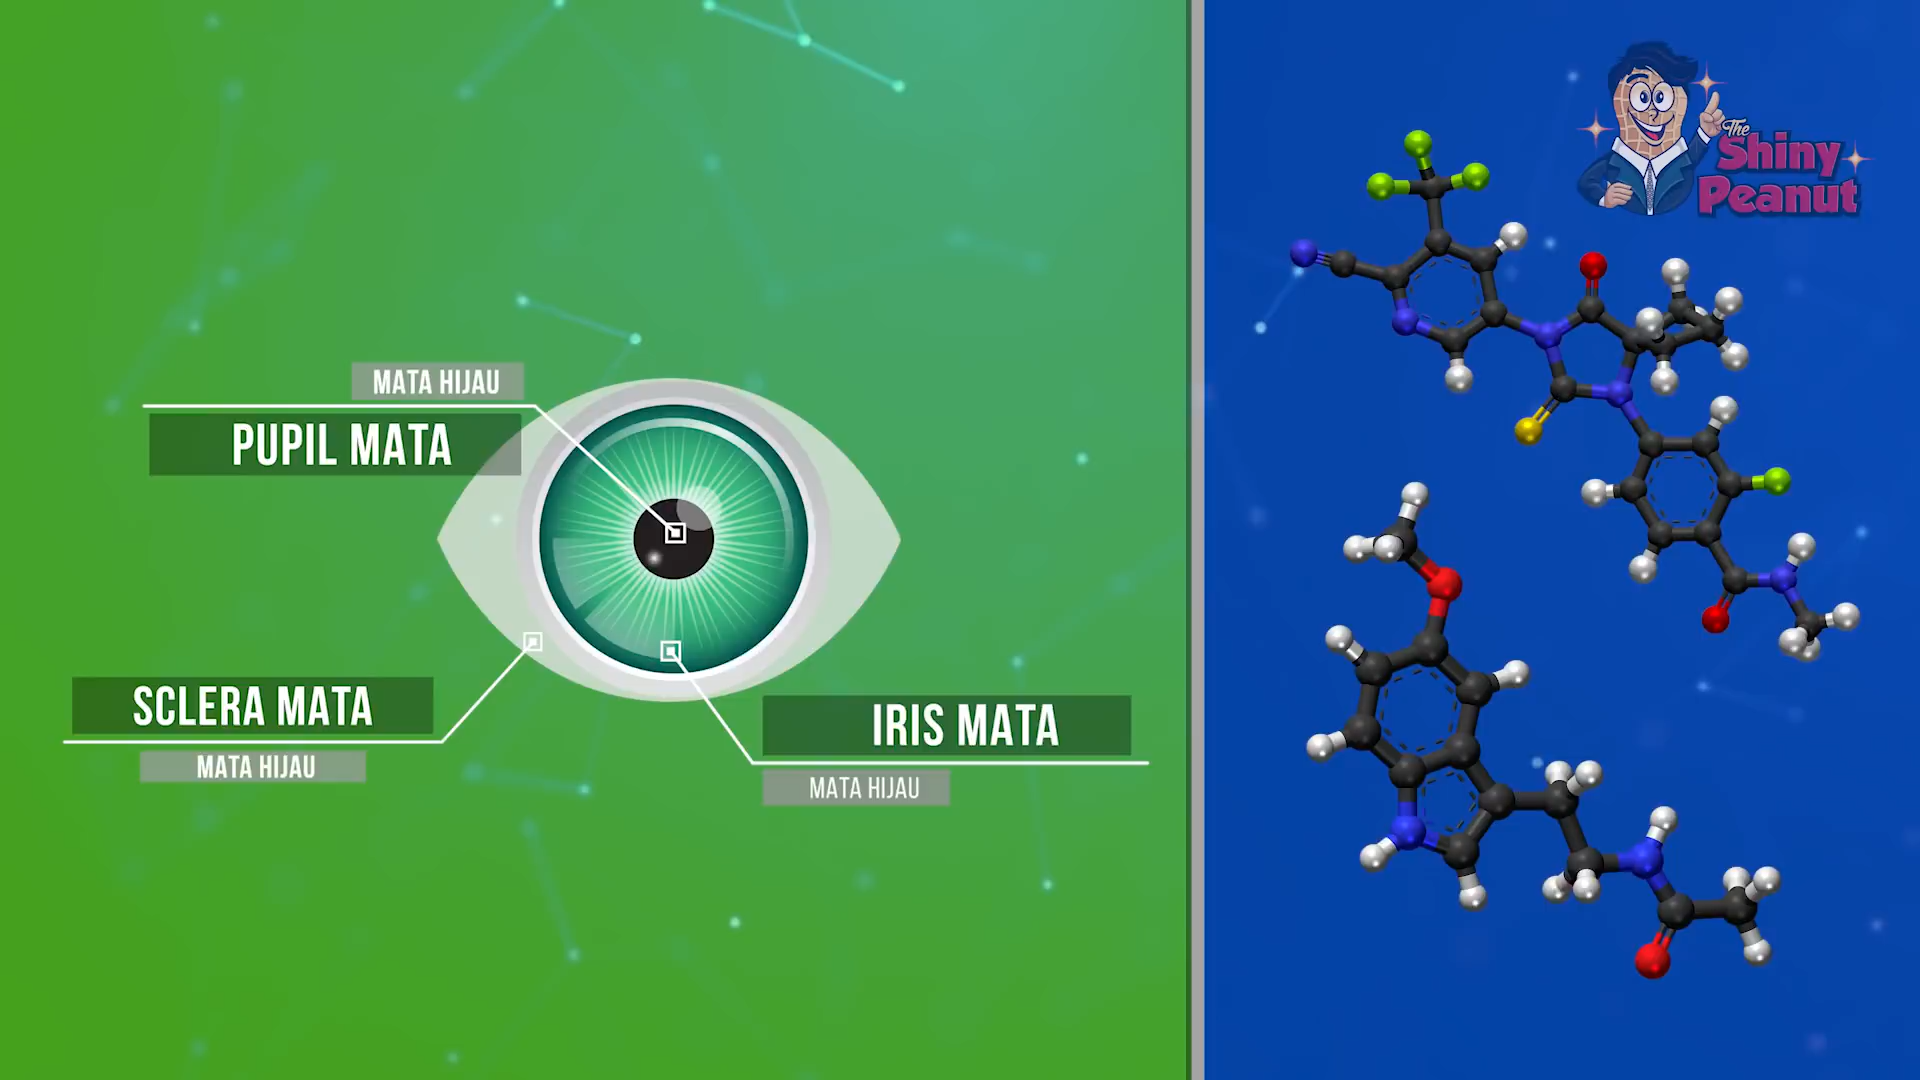 The
Shiny
Peanut
MATA HIJAU
PUPIL MATA
SCLERA MATA
MATA HIJAU
IRIS MATA
MATA HIJAU